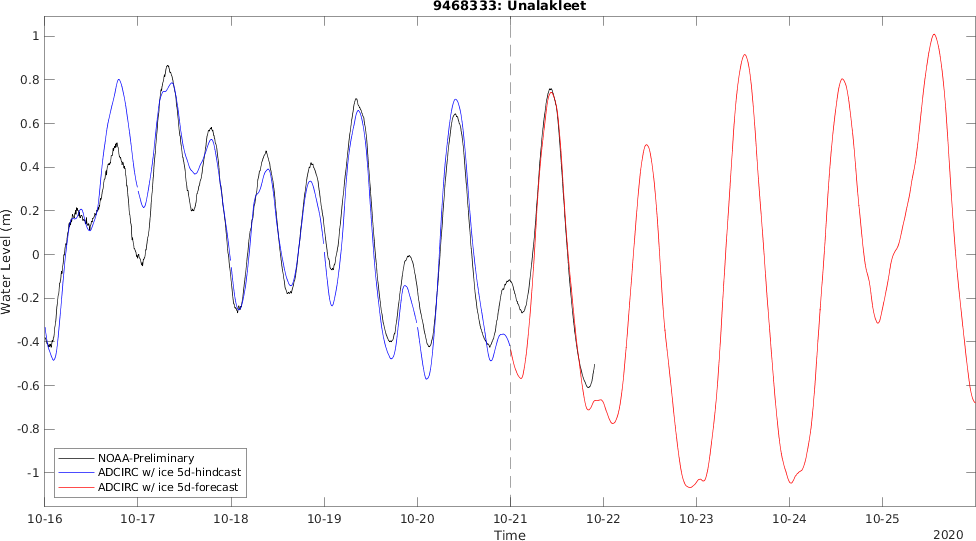 9468333: Unalakleet
Water Level (m)
1
0.8
0.6
0.4
0.2
0
-0.2
-0.4
-0.6
-0.8
-1
NOAA-Preliminary
ADCIRC w/ ice 5d-hindcast
ADCIRC w/ ice 5d-forecast
10-16 10-17 10-18 10-19 10-20 10-21 10-22 10-23 10-24 10-25
Time
2020